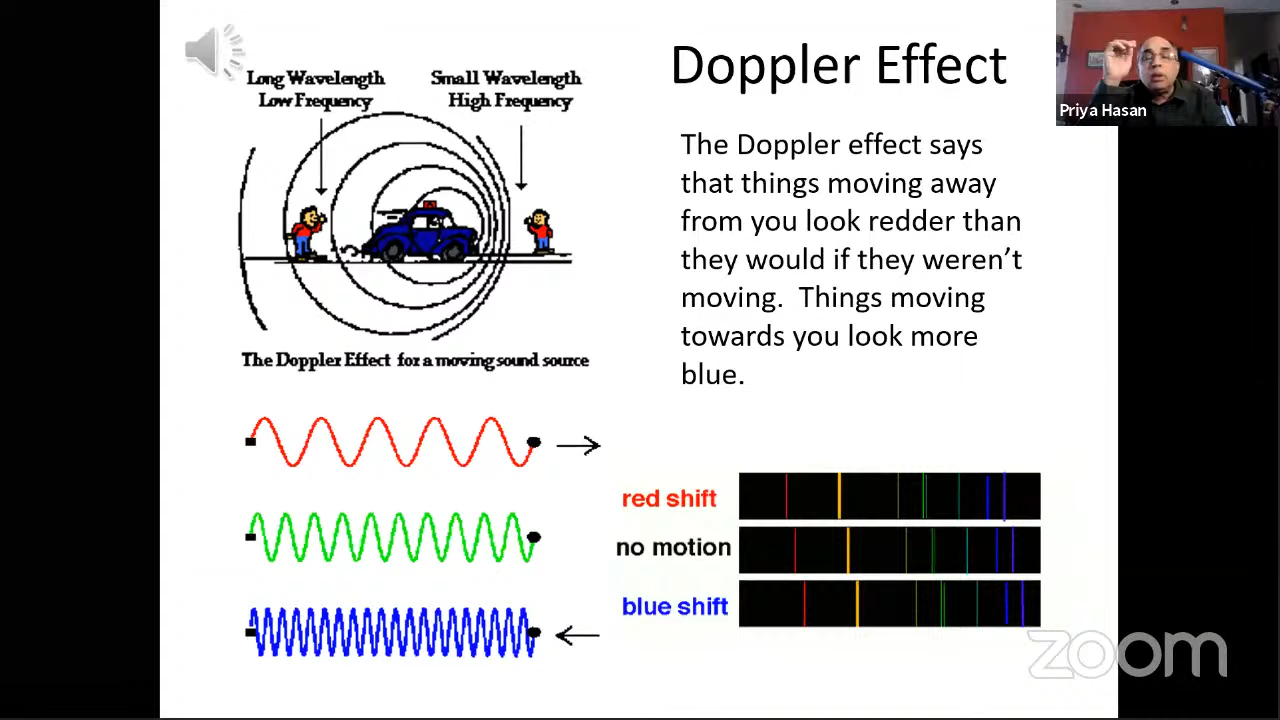 Doppler Effect
Priya Hasan
Long Wavelength
Low Frequency
Small Wavelength
High Frequency
The Doppler Effect for a moving sound source
The Doppler effect says
that things moving away
from you look redder than
they would if they weren’t
moving.  Things moving
towards you look more
blue.
red shift
no motion
blue shift
zoom